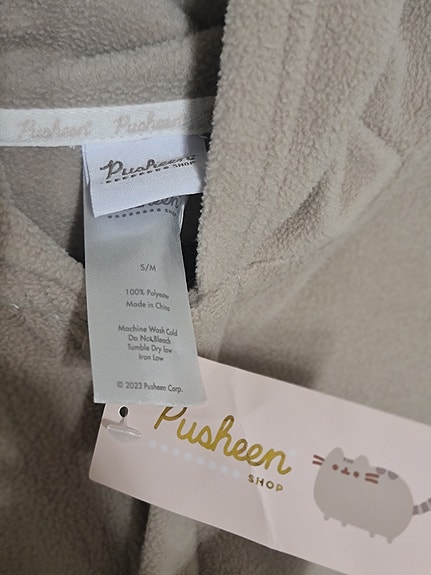 Pusheen Pusheen
Pusheen
SHOP
S/M
100% Polyester
Made in China
Machine Wash Cold
Do Not Bleach
Tumble Dry low
Iron Low
© 2023 Pusheen Corp.
Pusheen
SHOP